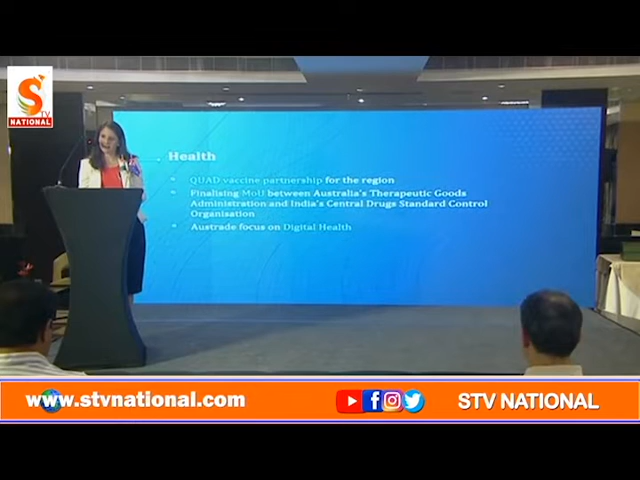 S
TV
NATIONAL
Health
QUAD vaccine partnership for the region
Finalising MoU between Australia's Therapeutic Goods
Administration and India's Central Drugs Standard Control
Organisation
Austrade focus on Digital Health
www.stvnational.com
STV NATIONAL